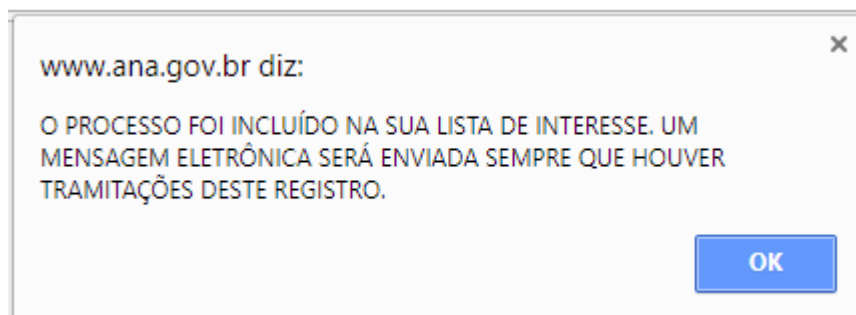 www.ana.gov.br diz:
O PROCESSO FOI INCLUÍDO NA SUA LISTA DE INTERESSE. UM
MENSAGEM ELETRÔNICA SERÁ ENVIADA SEMPRE QUE HOUVER
TRAMITAÇÕES DESTE REGISTRO.
OK